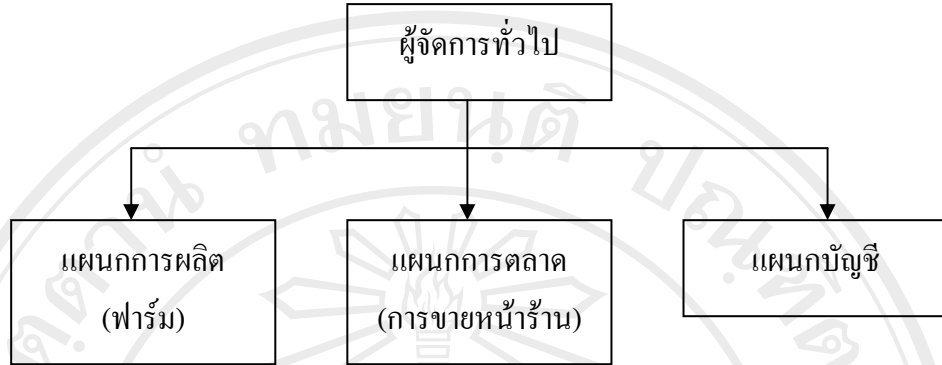 ผู้จัดการทั่วไป
แผนกการผลิต
(ฟาร์ม)
แผนกการตลาด
(การขายหน้าร้าน)
แผนกบัญชี